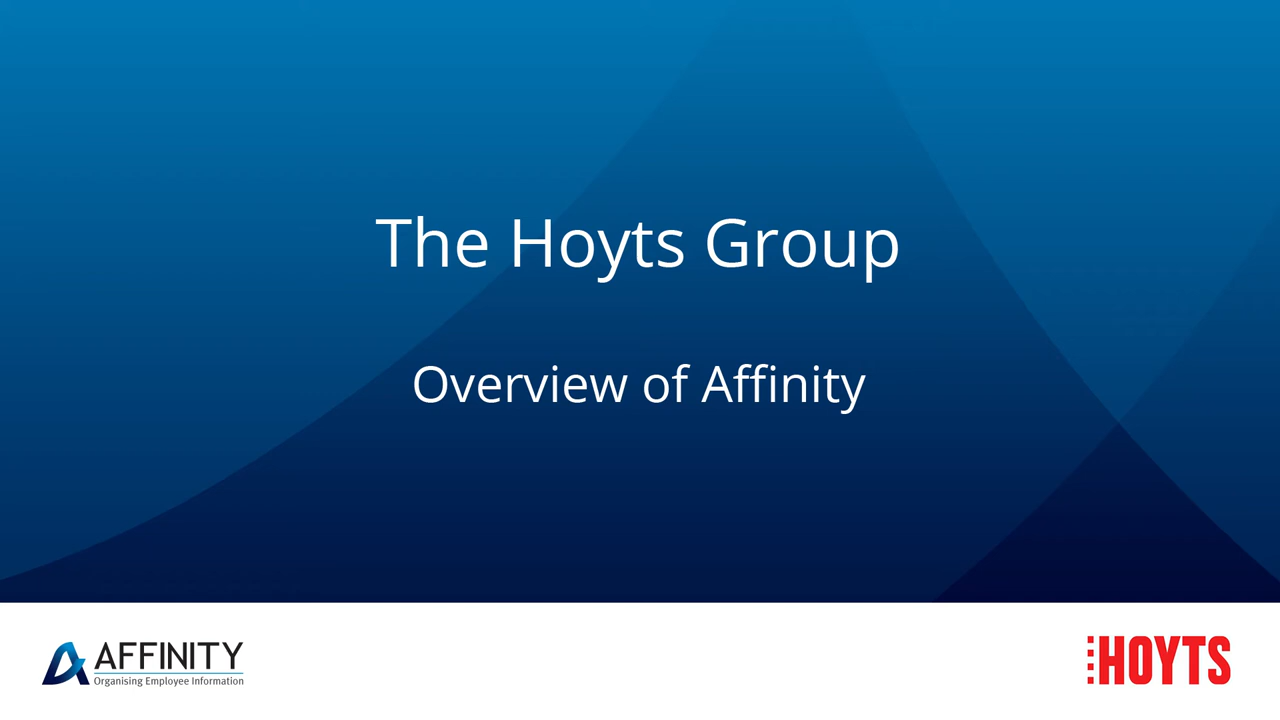 The Hoyts Group
Overview of Affinity
AFFINITY
Organising Employee Information
HOYTS